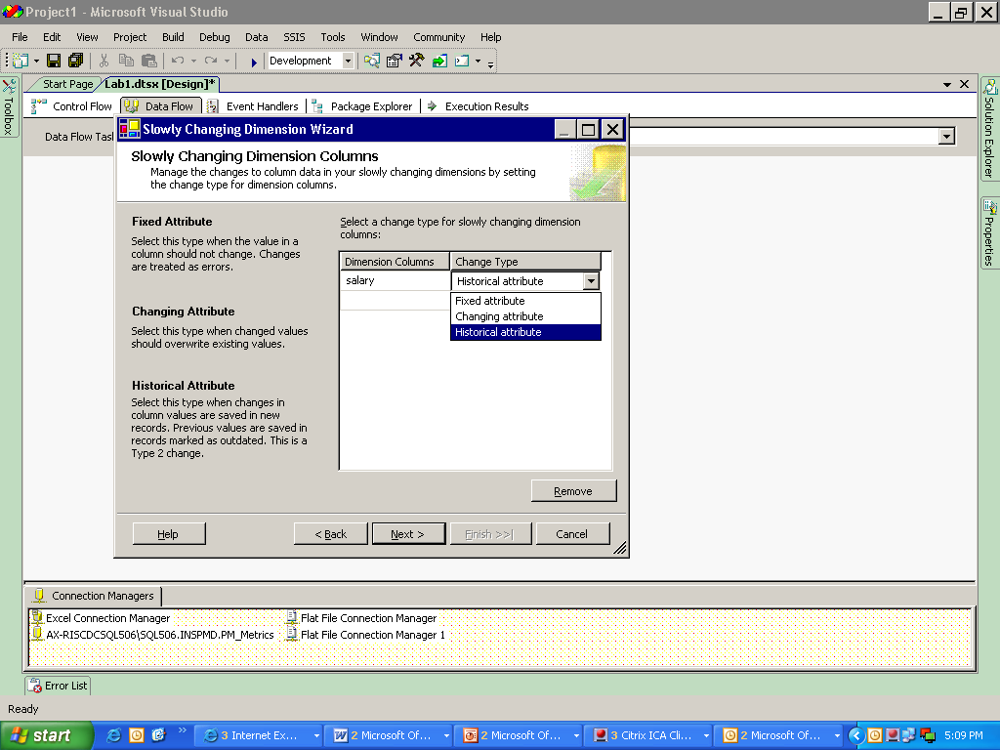 Project1 - Microsoft Visual Studio
File Edit View Project Build Debug Data SSIS Tools Window Community Help
Development
Start Page Lab1.dtsx [Design]*
Control Flow Data Flow Event Handlers Package Explorer Execution Results
Data Flow Task
Toolbox
Solution Explorer
Properties
Slowly Changing Dimension Wizard
Slowly Changing Dimension Columns
Manage the changes to column data in your slowly changing dimensions by setting
the change type for dimension columns.
Fixed Attribute
Select this type when the value in a
column should not change. Changes
are treated as errors.
Changing Attribute
Select this type when changed values
should overwrite existing values.
Historical Attribute
Select this type when changes in
column values are saved in new
records. Previous values are saved in
records marked as outdated. This is a
Type 2 change.
Select a change type for slowly changing dimension
columns:
Dimension Columns Change Type
salary Historical attribute
Fixed attribute
Changing attribute
Historical attribute
Remove
Help < Back Next > Finish >>| Cancel
Connection Managers
Excel Connection Manager Flat File Connection Manager
AX-RISCDCSQL506\SQL506.INSPMD.PM_Metrics Flat File Connection Manager 1
Error List
Ready
start 3 Internet Ex... 2 Microsoft Of... 2 Microsoft Of... 3 Citrix ICA Cli... 2 Microsoft Of... 5:09 PM